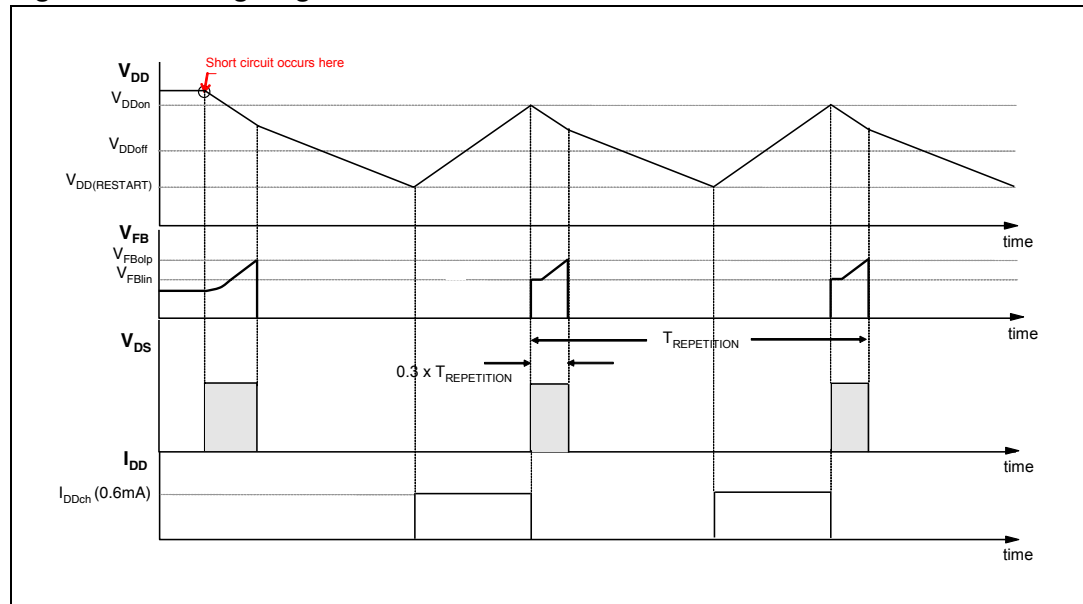 Short circuit occurs here
VDD
VDDon
VDDoff
VDD(RESTART)
time
VFB
VFBolp
VFBlin
time
VDS
TREPETITION
0.3 x TREPETITION
time
IDD
IDDch (0.6mA)
time